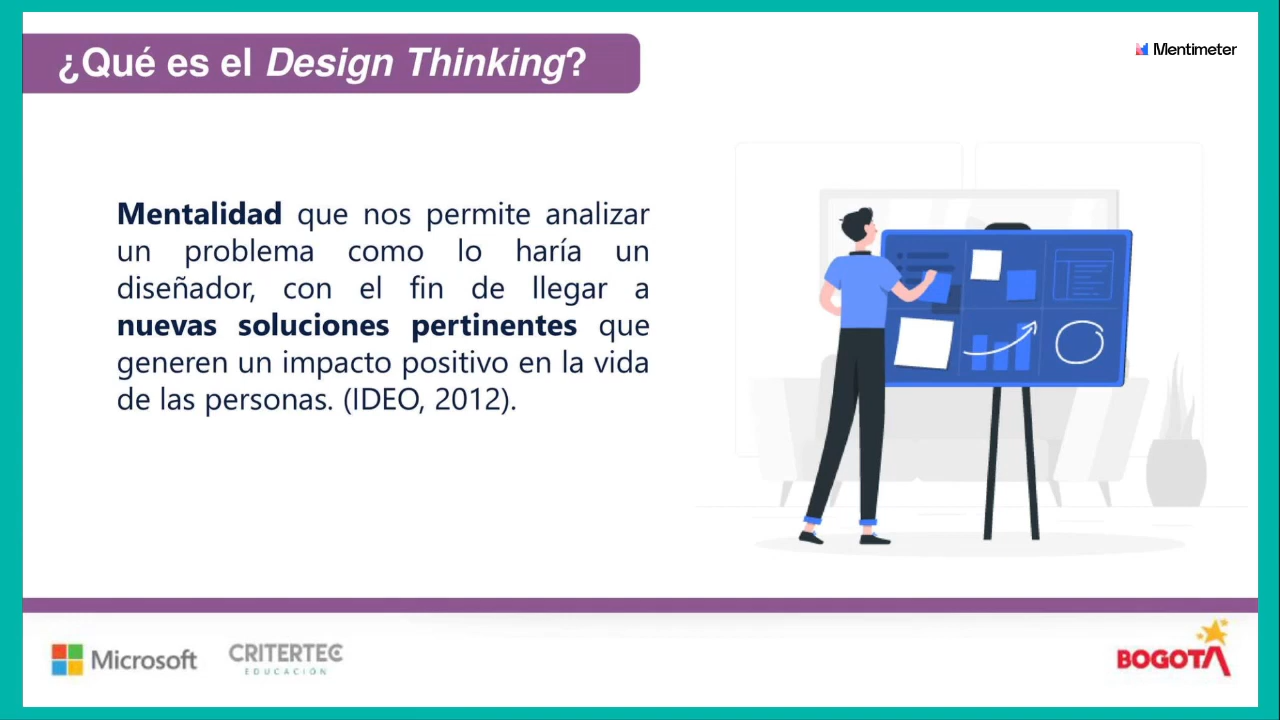 ¿Qué es el Design Thinking?
Mentimeter
Mentalidad que nos permite analizar
un problema como lo haría un
diseñador, con el fin de llegar a
nuevas soluciones pertinentes que
generen un impacto positivo en la vida
de las personas. (IDEO, 2012).
Microsoft
CRITERTEC
EDUCACIÓN
BOGOTÁ